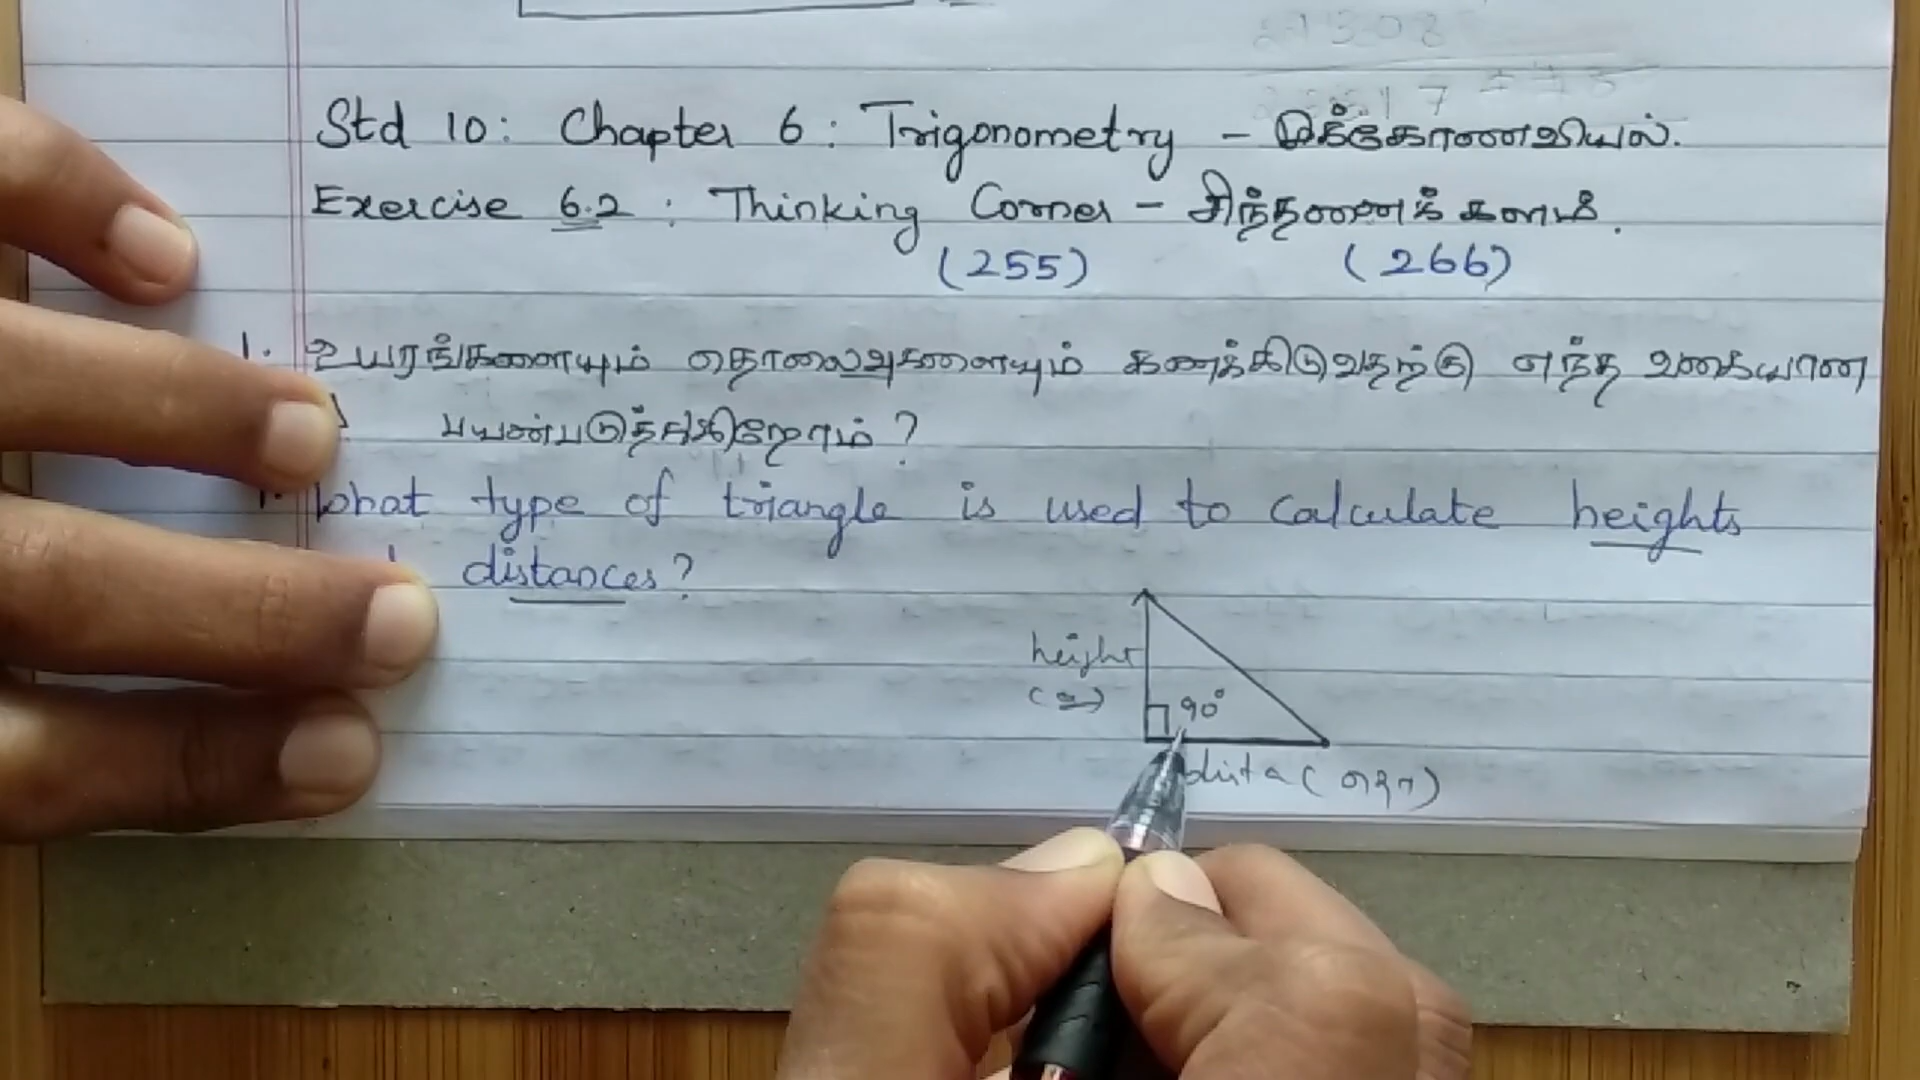 Std 10: Chapter 6: Trigonometry - முக்கோணவியல்.
Exercise 6.2: Thinking Corner - சிந்தனைக் களம்.
(255) (266)
1. உயரங்களையும் தொலைவுகளையும் கணக்கிடுவதற்கு எந்த வகையான
பயன்படுத்துகிறோம்?
1. What type of triangle is used to calculate heights
distances?
height
(உ)
90°
dista (தூர)